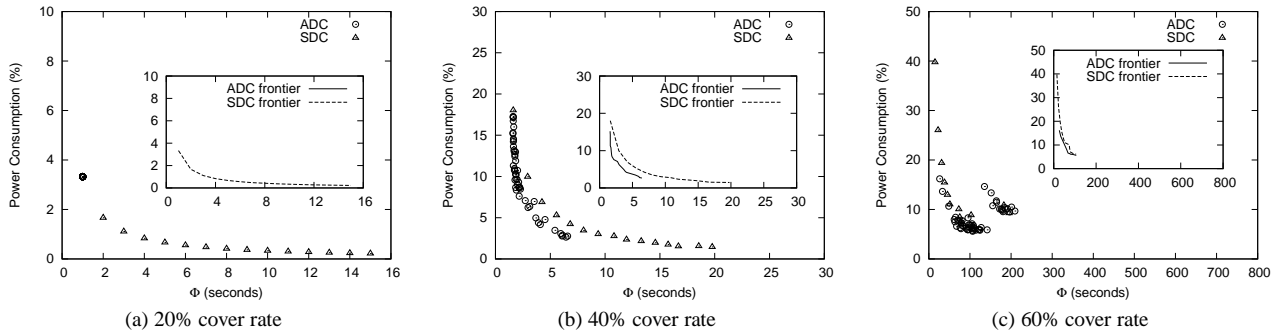 10
8
6
4
2
0
Power Consumption (%)
0 2 4 6 8 10 12 14 16
Φ (seconds)
ADC
SDC
10
8
6
4
2
0
0 4 8 12 16
ADC frontier
SDC frontier
(a) 20% cover rate
30
25
20
15
10
5
0
Power Consumption (%)
0 5 10 15 20 25 30
Φ (seconds)
ADC
SDC
30
20
10
0
0 5 10 15 20 25 30
ADC frontier
SDC frontier
(b) 40% cover rate
50
40
30
20
10
0
Power Consumption (%)
0 100 200 300 400 500 600 700 800
Φ (seconds)
ADC
SDC
50
40
30
20
10
0
0 200 400 600 800
ADC frontier
SDC frontier
(c) 60% cover rate